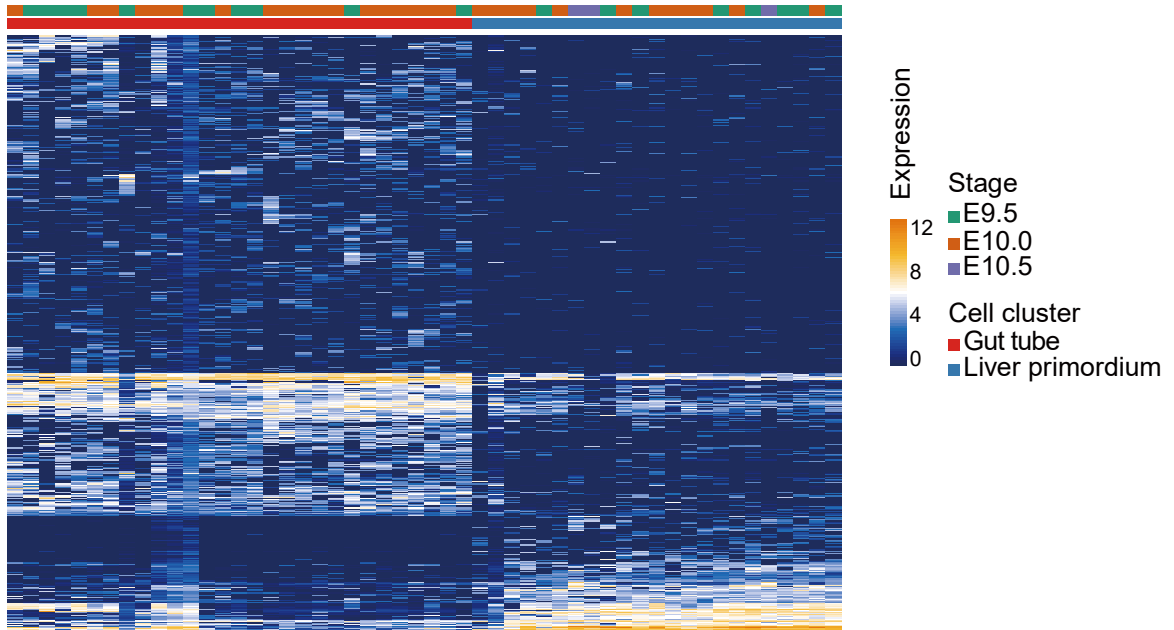 Expression
12
8
4
0
Stage
E9.5
E10.0
E10.5
Cell cluster
Gut tube
Liver primordium